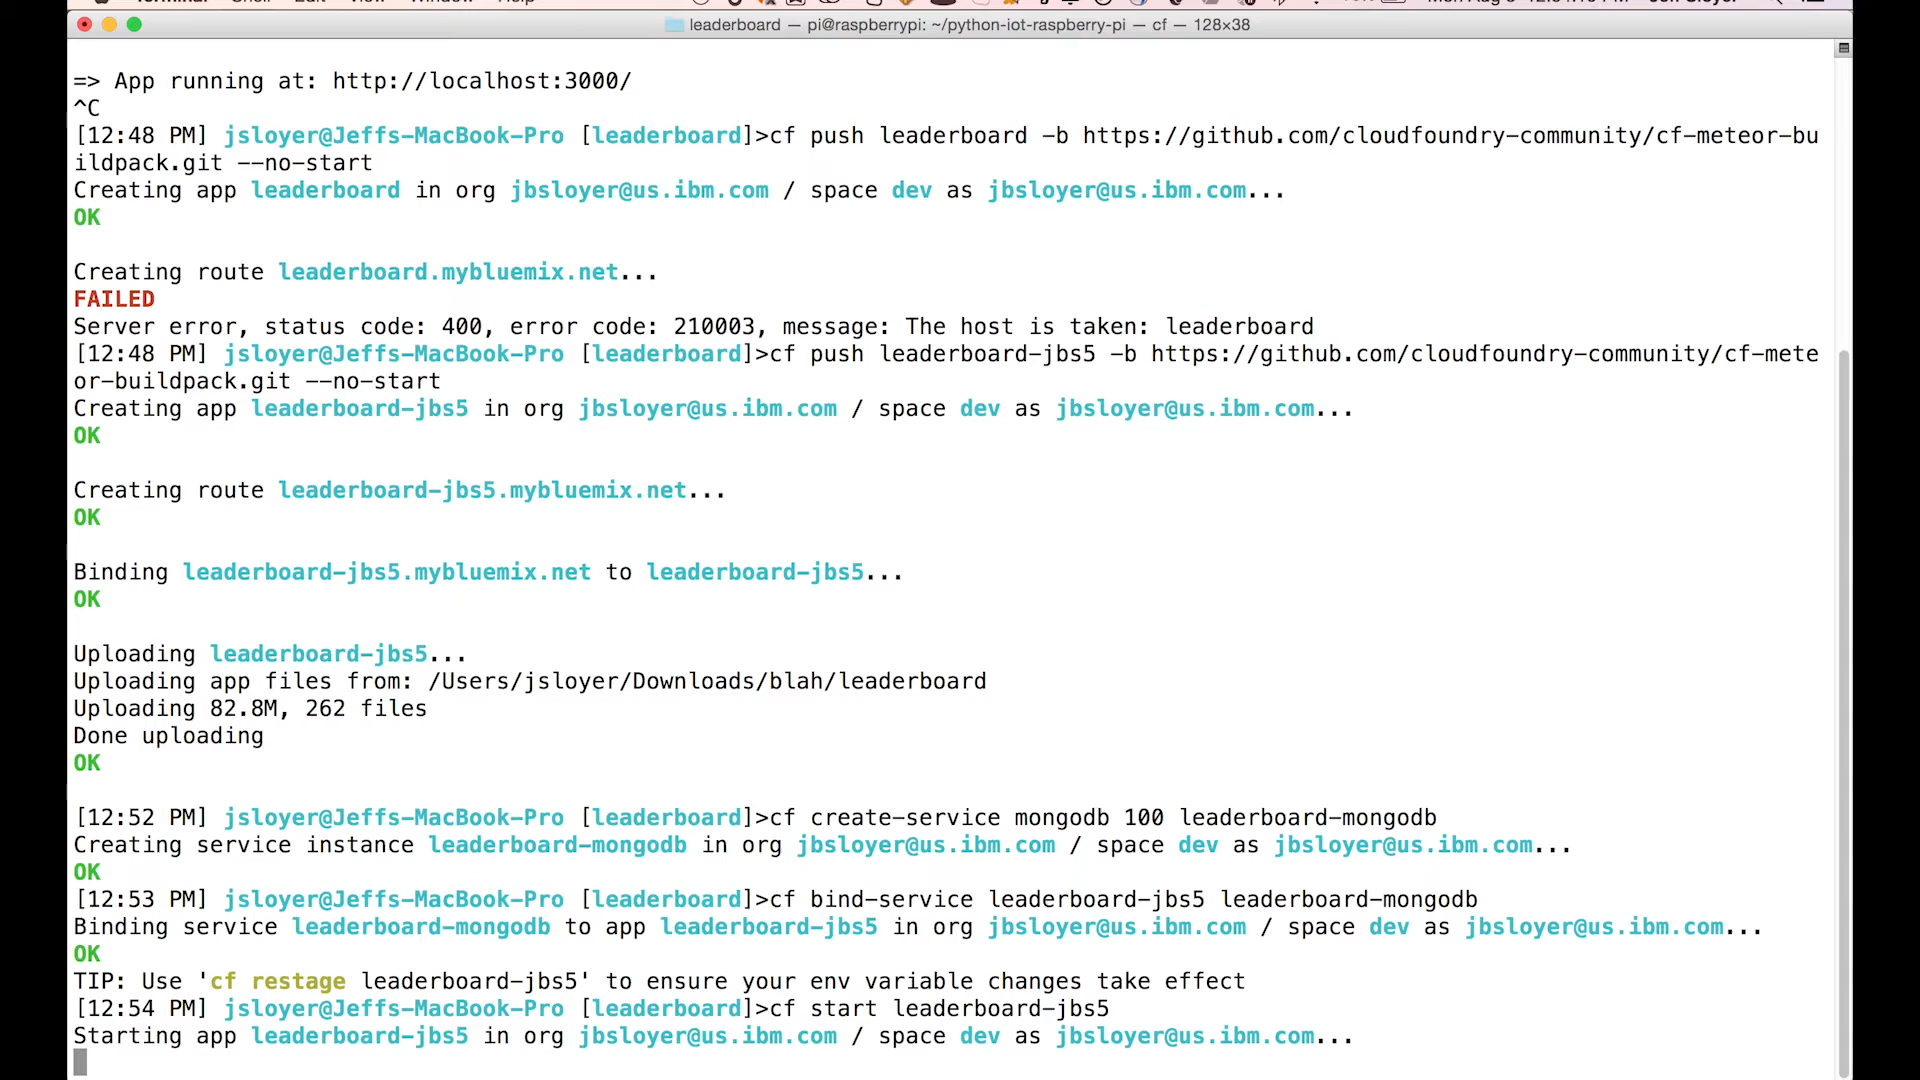 leaderboard — pi@raspberrypi: ~/python-iot-raspberry-pi — cf — 128×38
=> App running at: http://localhost:3000/
^C
[12:48 PM] jsloyer@Jeffs-MacBook-Pro [leaderboard]>cf push leaderboard -b https://github.com/cloudfoundry-community/cf-meteor-bu
ildpack.git --no-start
Creating app leaderboard in org jbsloyer@us.ibm.com / space dev as jbsloyer@us.ibm.com...
OK
Creating route leaderboard.mybluemix.net...
FAILED
Server error, status code: 400, error code: 210003, message: The host is taken: leaderboard
[12:48 PM] jsloyer@Jeffs-MacBook-Pro [leaderboard]>cf push leaderboard-jbs5 -b https://github.com/cloudfoundry-community/cf-mete
or-buildpack.git --no-start
Creating app leaderboard-jbs5 in org jbsloyer@us.ibm.com / space dev as jbsloyer@us.ibm.com...
OK
Creating route leaderboard-jbs5.mybluemix.net...
OK
Binding leaderboard-jbs5.mybluemix.net to leaderboard-jbs5...
OK
Uploading leaderboard-jbs5...
Uploading app files from: /Users/jsloyer/Downloads/blah/leaderboard
Uploading 82.8M, 262 files
Done uploading
OK
[12:52 PM] jsloyer@Jeffs-MacBook-Pro [leaderboard]>cf create-service mongodb 100 leaderboard-mongodb
Creating service instance leaderboard-mongodb in org jbsloyer@us.ibm.com / space dev as jbsloyer@us.ibm.com...
OK
[12:53 PM] jsloyer@Jeffs-MacBook-Pro [leaderboard]>cf bind-service leaderboard-jbs5 leaderboard-mongodb
Binding service leaderboard-mongodb to app leaderboard-jbs5 in org jbsloyer@us.ibm.com / space dev as jbsloyer@us.ibm.com...
OK
TIP: Use 'cf restage leaderboard-jbs5' to ensure your env variable changes take effect
[12:54 PM] jsloyer@Jeffs-MacBook-Pro [leaderboard]>cf start leaderboard-jbs5
Starting app leaderboard-jbs5 in org jbsloyer@us.ibm.com / space dev as jbsloyer@us.ibm.com...